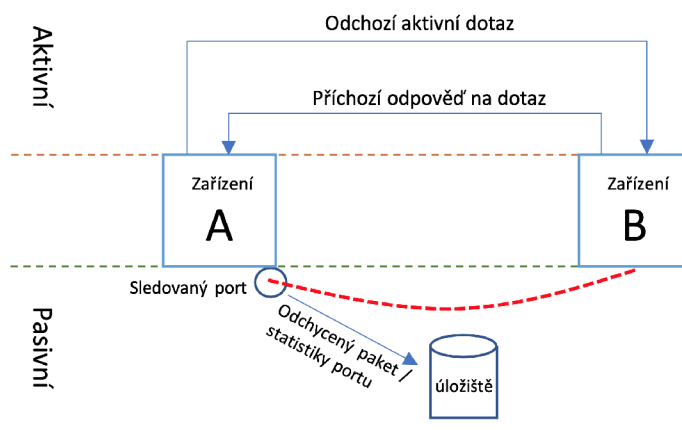 Aktivní
Odchozí aktivní dotaz
Příchozí odpověď na dotaz
Zařízení
A
Zařízení
B
Pasivní
Sledovaný port
Odchycený paket /
statistiky portu
úložiště